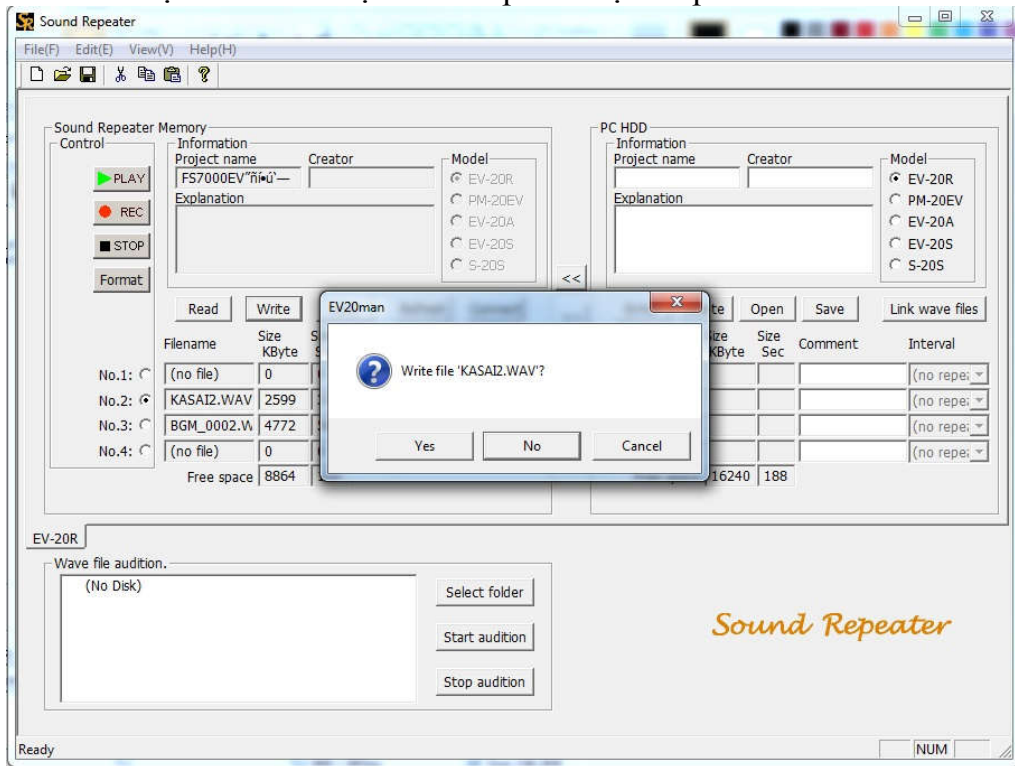 Sound Repeater
File(F) Edit(E) View(V) Help(H)
Sound Repeater Memory
Control
PLAY
REC
STOP
Format
Information
Project name Creator
FS7000EV"ñí•ú`—
Explanation
Model
EV-20R
PM-20EV
EV-20A
EV-20S
S-20S
<<
PC HDD
Information
Project name Creator
Explanation
Model
EV-20R
PM-20EV
EV-20A
EV-20S
S-20S
Read Write
Open Save Link wave files
EV20man
Write file 'KASAI2.WAV'?
Yes No Cancel
Filename Size KByte
Size Sec Comment Interval
No.1: (no file) 0
(no repe
No.2: KASAI2.WAV 2599
(no repe
No.3: BGM_0002.W 4772
(no repe
No.4: (no file) 0
(no repe
Free space 8864
16240 188
EV-20R
Wave file audition.
(No Disk)
Select folder
Start audition
Stop audition
Sound Repeater
Ready NUM